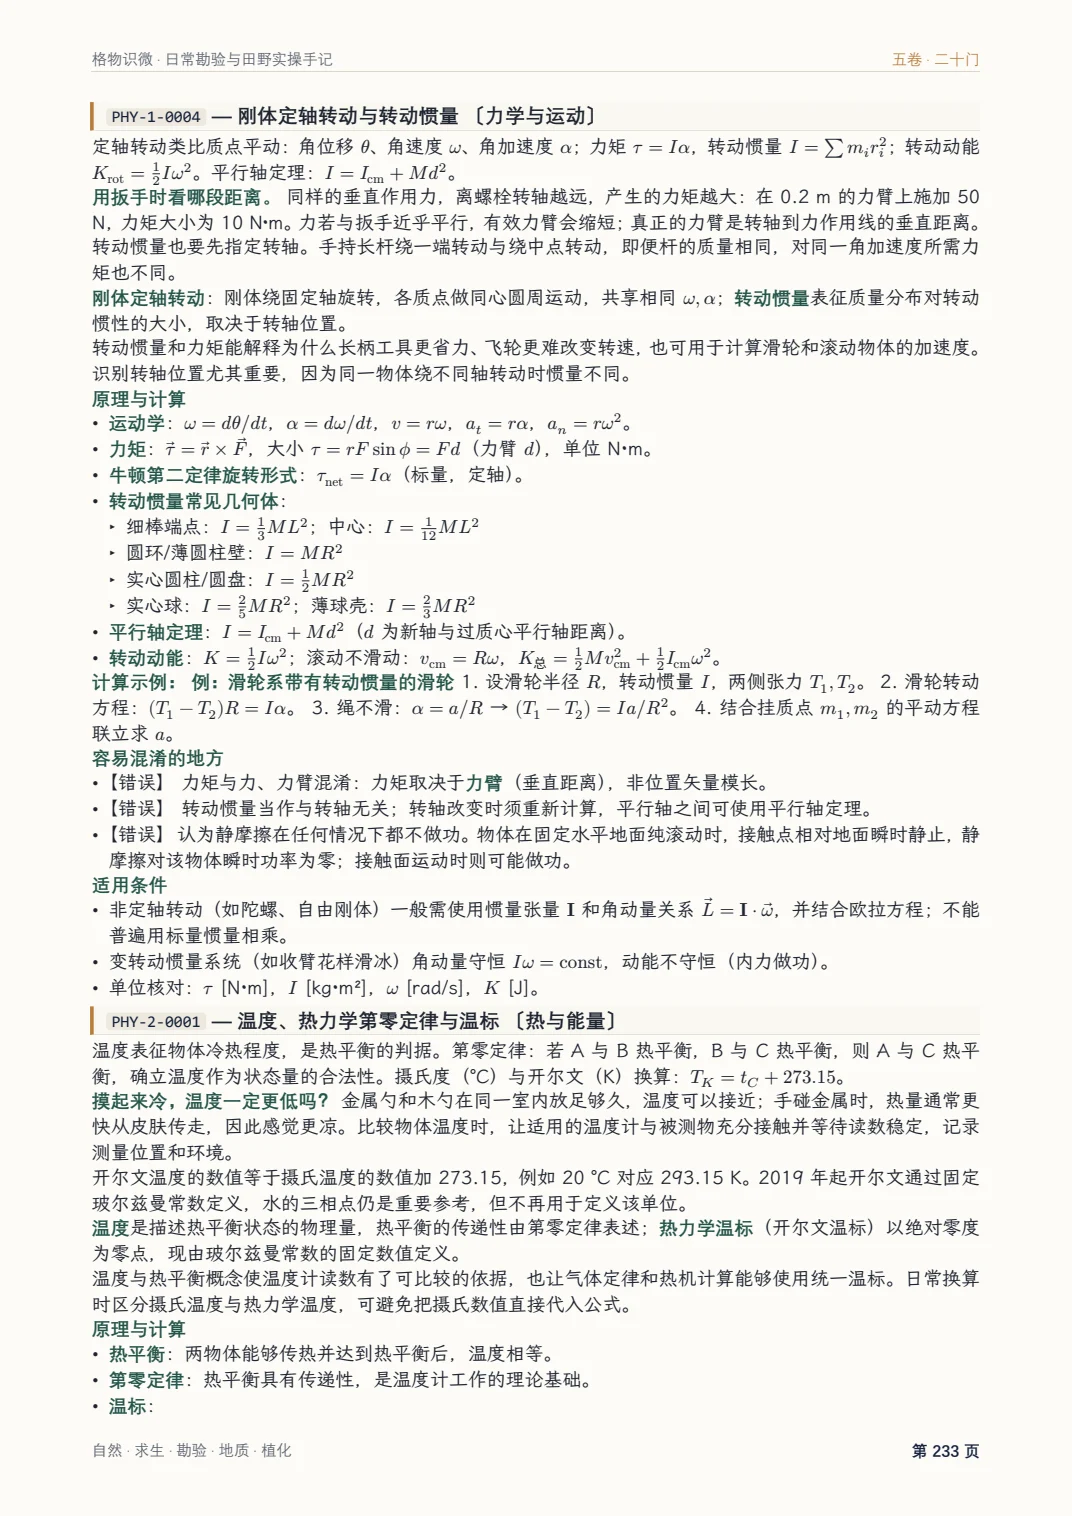 格物识微 · 日常勘验与田野实操手记
五卷 · 二十门
PHY-1-0004 — 刚体定轴转动与转动惯量 〔力学与运动〕
定轴转动类比质点平动：角位移 θ、角速度 ω、角加速度 α；力矩 τ = Iα，转动惯量 I = ∑ mᵢrᵢ²；转动动能
K_rot = ½Iω²。平行轴定理：I = I_cm + Md²。
用扳手时看哪段距离。 同样的垂直作用力，离螺栓转轴越远，产生的力矩越大：在 0.2 m 的力臂上施加 50
N，力矩大小为 10 N•m。力若与扳手近乎平行，有效力臂会缩短；真正的力臂是转轴到力作用线的垂直距离。
转动惯量也要先指定转轴。手持长杆绕一端转动与绕中点转动，即便杆的质量相同，对同一角加速度所需力
矩也不同。
刚体定轴转动：刚体绕固定轴旋转，各质点做同心圆周运动，共享相同 ω, α；转动惯量表征质量分布对转动
惯性的大小，取决于转轴位置。
转动惯量和力矩能解释为什么长柄工具更省力、飞轮更难改变转速，也可用于计算滑轮和滚动物体的加速度。
识别转轴位置尤其重要，因为同一物体绕不同轴转动时惯量不同。
原理与计算
• 运动学：ω = dθ/dt，α = dω/dt，v = rω，a_t = rα，a_n = rω²。
• 力矩：τ⃗ = r⃗ × F⃗，大小 τ = rF sin ϕ = Fd（力臂 d），单位 N•m。
• 牛顿第二定律旋转形式：τ_net = Iα（标量，定轴）。
• 转动惯量常见几何体：
‣ 细棒端点：I = 1/3 ML²；中心：I = 1/12 ML²
‣ 圆环/薄圆柱壁：I = MR²
‣ 实心圆柱/圆盘：I = 1/2 MR²
‣ 实心球：I = 2/5 MR²；薄球壳：I = 2/3 MR²
• 平行轴定理：I = I_cm + Md²（d 为新轴与过质心平行轴距离）。
• 转动动能：K = ½Iω²；滚动不滑动：v_cm = Rω，K_总 = ½Mv²_cm + ½I_cmω²。
计算示例： 例：滑轮系带有转动惯量的滑轮 1. 设滑轮半径 R，转动惯量 I，两侧张力 T₁, T₂。 2. 滑轮转动
方程：(T₁ − T₂)R = Iα。 3. 绳不滑：α = a/R → (T₁ − T₂) = Ia/R²。 4. 结合挂质点 m₁, m₂ 的平动方程
联立求 a。
容易混淆的地方
•【错误】 力矩与力、力臂混淆：力矩取决于力臂（垂直距离），非位置矢量模长。
•【错误】 转动惯量当作与转轴无关；转轴改变时须重新计算，平行轴之间可使用平行轴定理。
•【错误】 认为静摩擦在任何情况下都不做功。物体在固定水平地面纯滚动时，接触点相对地面瞬时静止，静
摩擦对该物体瞬时功率为零；接触面运动时则可能做功。
适用条件
• 非定轴转动（如陀螺、自由刚体）一般需使用惯量张量 I 和角动量关系 L⃗ = I · ω⃗，并结合欧拉方程；不能
普遍用标量惯量相乘。
• 变转动惯量系统（如收臂花样滑冰）角动量守恒 Iω = const，动能不守恒（内力做功）。
• 单位核对：τ [N•m]，I [kg•m²]，ω [rad/s]，K [J]。
PHY-2-0001 — 温度、热力学第零定律与温标 〔热与能量〕
温度表征物体冷热程度，是热平衡的判据。第零定律：若 A 与 B 热平衡，B 与 C 热平衡，则 A 与 C 热平
衡，确立温度作为状态量的合法性。摄氏度（°C）与开尔文（K）换算：T_K = t_C + 273.15。
摸起来冷，温度一定更低吗？ 金属勺和木勺在同一室内放足够久，温度可以接近；手碰金属时，热量通常更
快从皮肤传走，因此感觉更凉。比较物体温度时，让适用的温度计与被测物充分接触并等待读数稳定，记录
测量位置和环境。
开尔文温度的数值等于摄氏温度的数值加 273.15，例如 20 °C 对应 293.15 K。2019 年起开尔文通过固定
玻尔兹曼常数定义，水的三相点仍是重要参考，但不再用于定义该单位。
温度是描述热平衡状态的物理量，热平衡的传递性由第零定律表述；热力学温标（开尔文温标）以绝对零度
为零点，现由玻尔兹曼常数的固定数值定义。
温度与热平衡概念使温度计读数有了可比较的依据，也让气体定律和热机计算能够使用统一温标。日常换算
时区分摄氏温度与热力学温度，可避免把摄氏数值直接代入公式。
原理与计算
• 热平衡：两物体能够传热并达到热平衡后，温度相等。
• 第零定律：热平衡具有传递性，是温度计工作的理论基础。
• 温标：
自然 · 求生 · 勘验 · 地质 · 植化
第 233 页